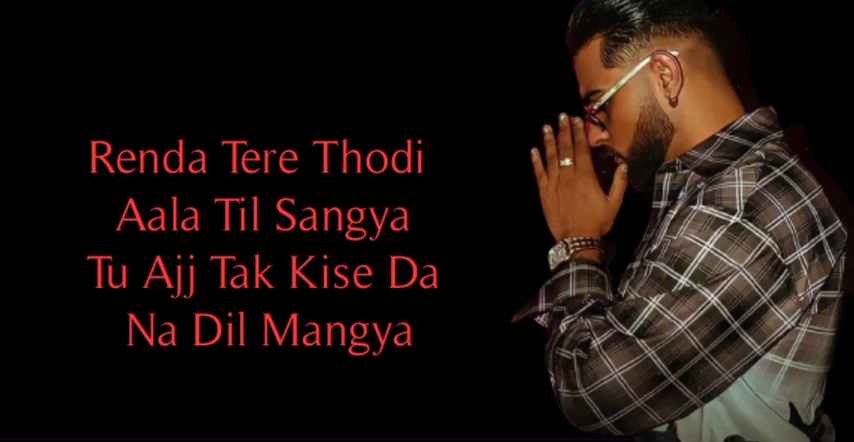 Renda Tere Thodi
Aala Til Sangya
Tu Ajj Tak Kise Da
Na Dil Mangya